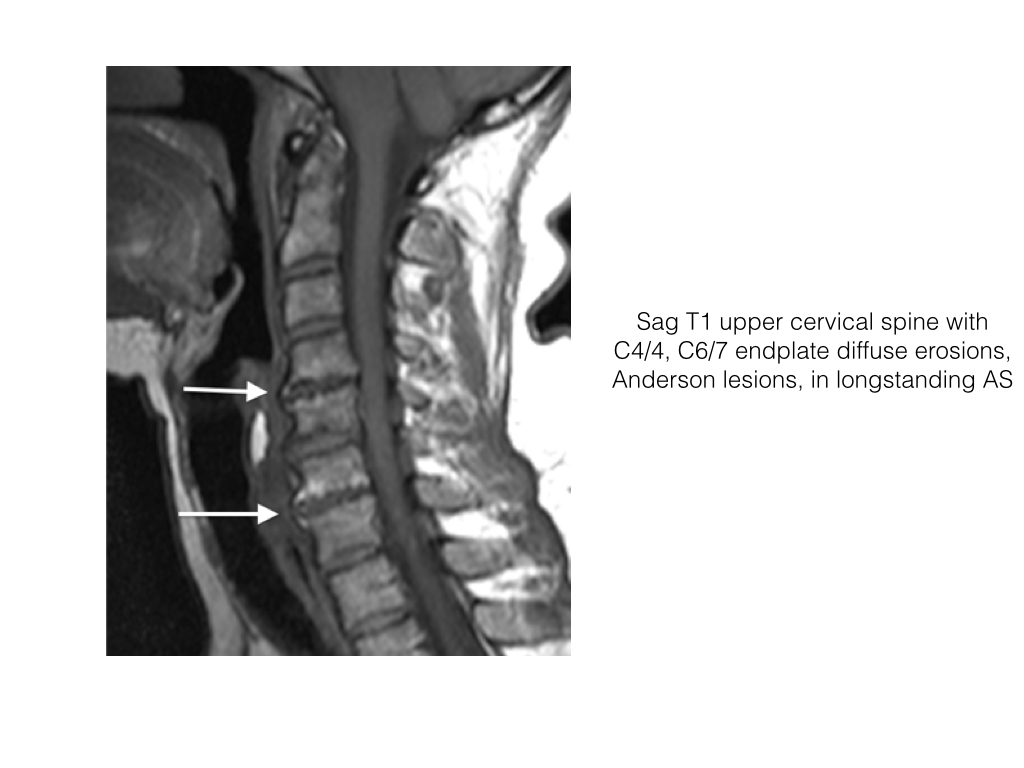 Sag T1 upper cervical spine with
C4/4, C6/7 endplate diffuse erosions,
Anderson lesions, in longstanding AS